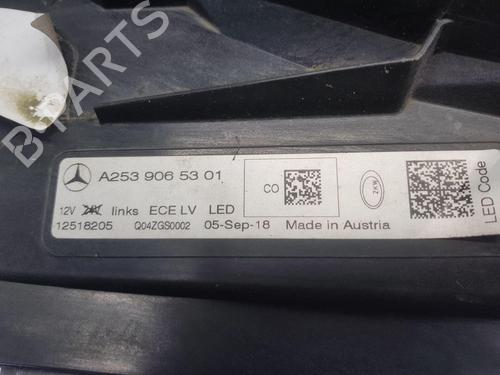 A253 906 53 01
CO
ZKW
12V 24V links ECE LV LED
12518205 Q04ZGS0002 05-Sep-18 Made in Austria
LED Code
B PARTS